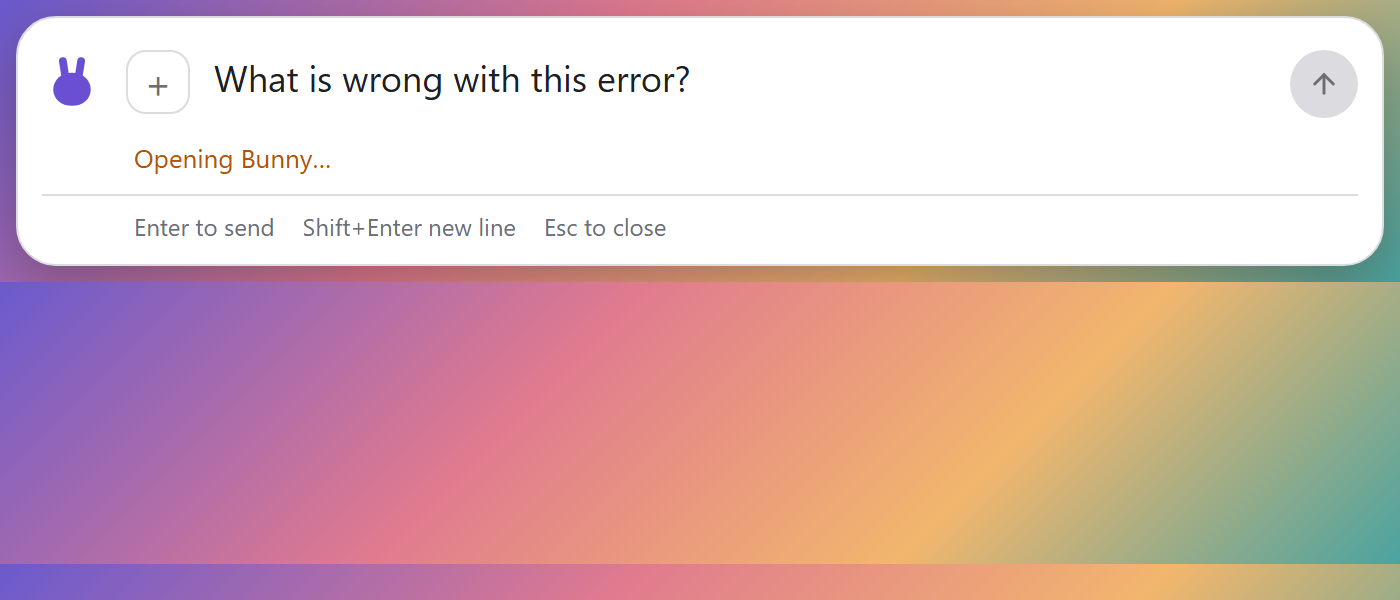 What is wrong with this error?
Opening Bunny...
Enter to send Shift+Enter new line Esc to close